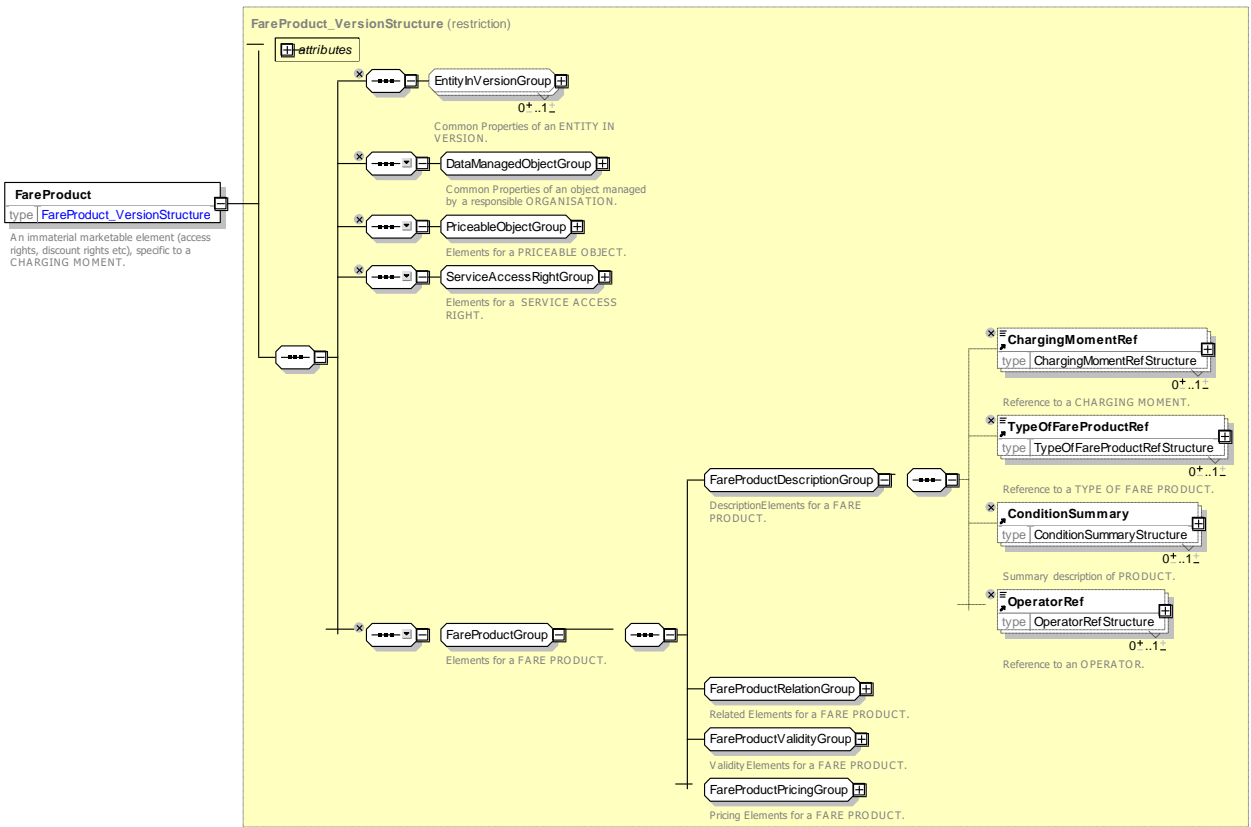 FareProduct_VersionStructure (restriction)
attributes
EntityInVersionGroup
0..1
Common Properties of an ENTITY IN
VERSION.
DataManagedObjectGroup
Common Properties of an object managed
by a responsible ORGANISATION.
FareProduct
type FareProduct_VersionStructure
An immaterial marketable element (access
rights, discount rights etc), specific to a
CHARGING MOMENT.
PriceableObjectGroup
Elements for a PRICEABLE OBJECT.
ServiceAccessRightGroup
Elements for a SERVICE ACCESS
RIGHT.
ChargingMomentRef
type ChargingMomentRefStructure
0..1
Reference to a CHARGING MOMENT.
TypeOfFareProductRef
type TypeOfFareProductRefStructure
0..1
Reference to a TYPE OF FARE PRODUCT.
FareProductDescriptionGroup
DescriptionElements for a FARE
PRODUCT.
ConditionSummary
type ConditionSummaryStructure
0..1
Summary description of PRODUCT.
OperatorRef
type OperatorRefStructure
0..1
Reference to an OPERATOR.
FareProductGroup
Elements for a FARE PRODUCT.
FareProductRelationGroup
Related Elements for a FARE PRODUCT.
FareProductValidityGroup
Validity Elements for a FARE PRODUCT.
FareProductPricingGroup
Pricing Elements for a FARE PRODUCT.